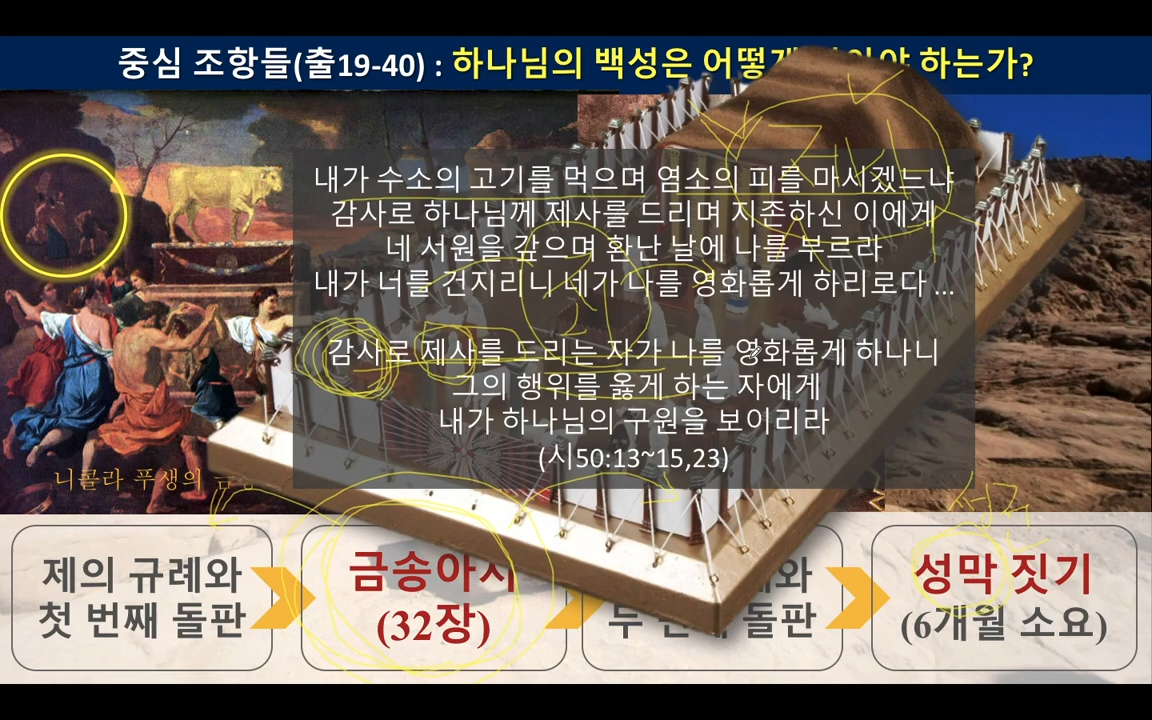 중심 조항들(출19-40) : 하나님의 백성은 하는가?
내가 수소의 고기를 먹으며 염소의 피를 마시겠느냐
감사로 하나님께 제사를 드리며 지존하신 이에게
네 서원을 갚으며 환난 날에 나를 부르라
내가 너를 건지리니 네가 나를 영화롭게 하리로다 ...
감사로 제사를 드리는 자가 나를 영화롭게 하나니
그의 행위를 옳게 하는 자에게
내가 하나님의 구원을 보이리라
(시50:13~15,23)
니콜라 푸생의
제의 규례와
첫 번째 돌판
금송아지
(32장)
돌판
성막 짓기
(6개월 소요)